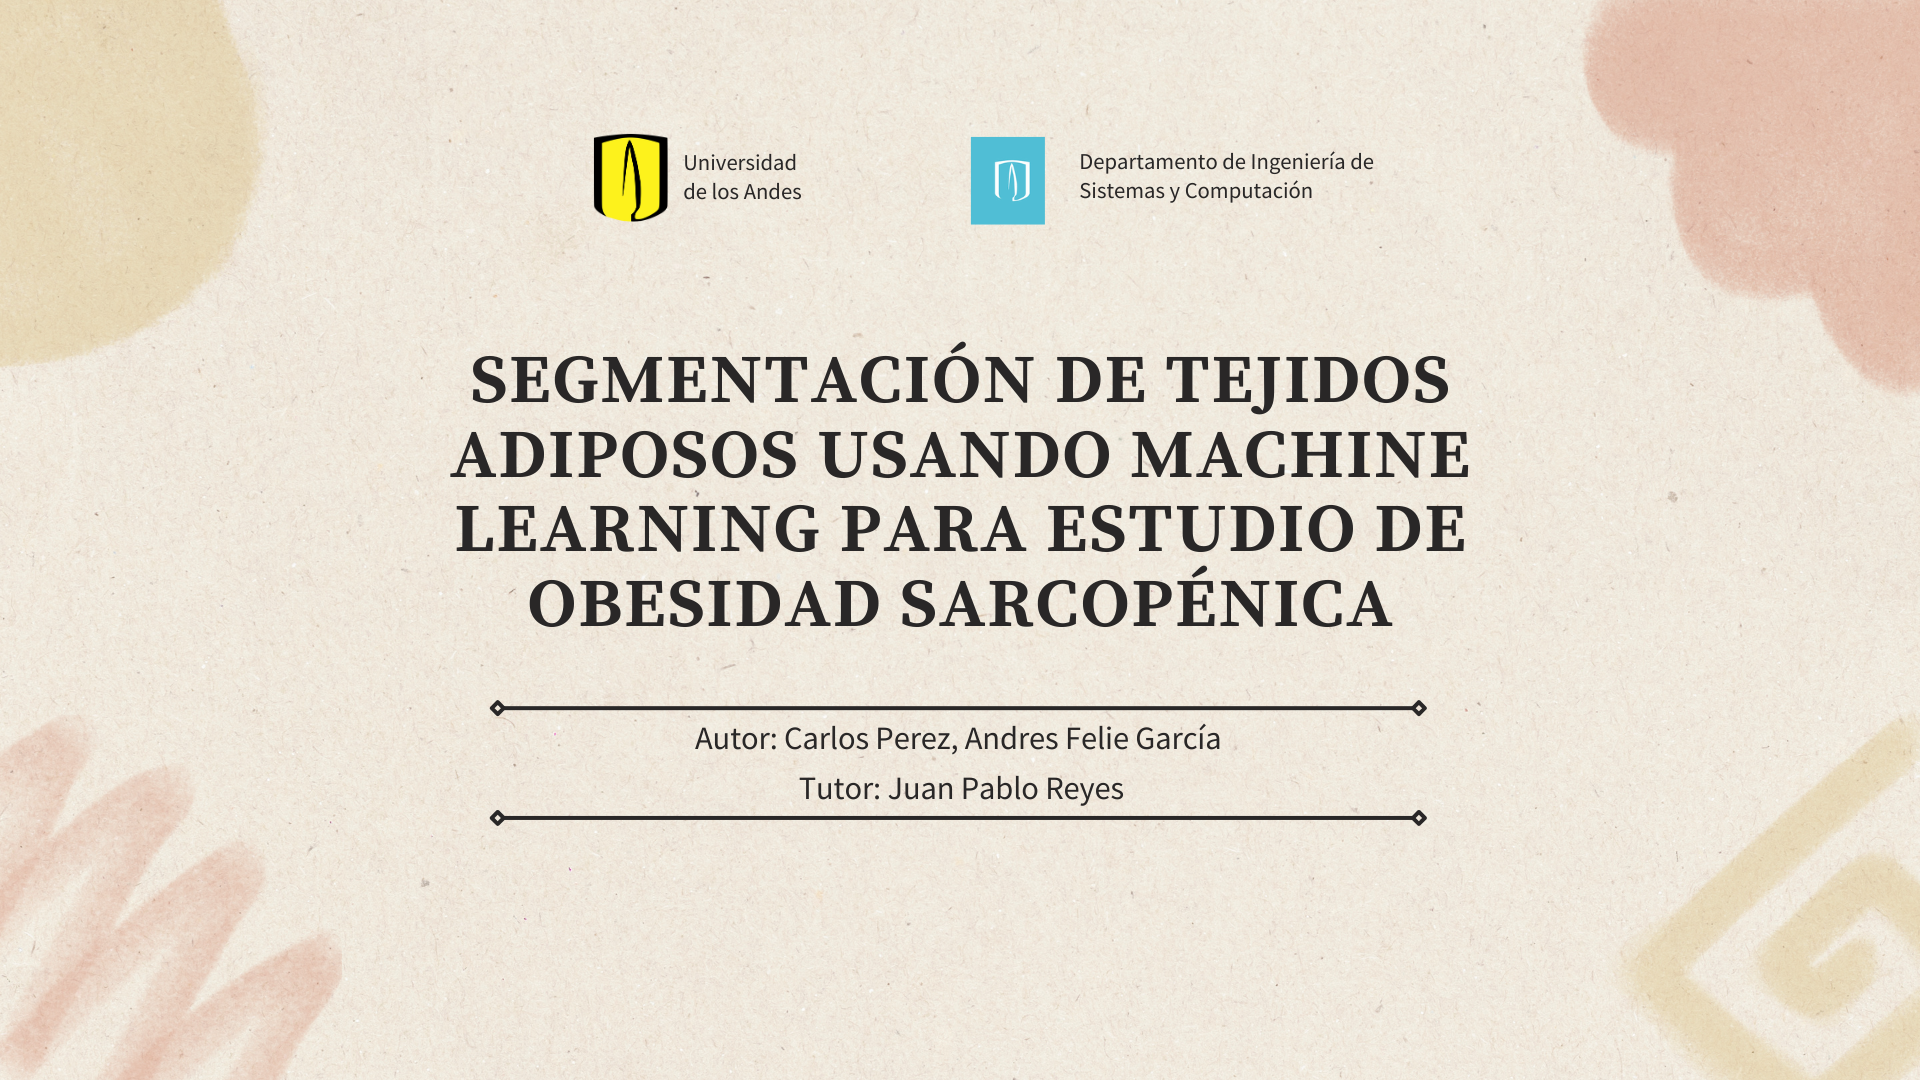 Universidad
de los Andes
Departamento de Ingeniería de
Sistemas y Computación
SEGMENTACIÓN DE TEJIDOS
ADIPOSOS USANDO MACHINE
LEARNING PARA ESTUDIO DE
OBESIDAD SARCOPÉNICA
Autor: Carlos Perez, Andres Felie García
Tutor: Juan Pablo Reyes